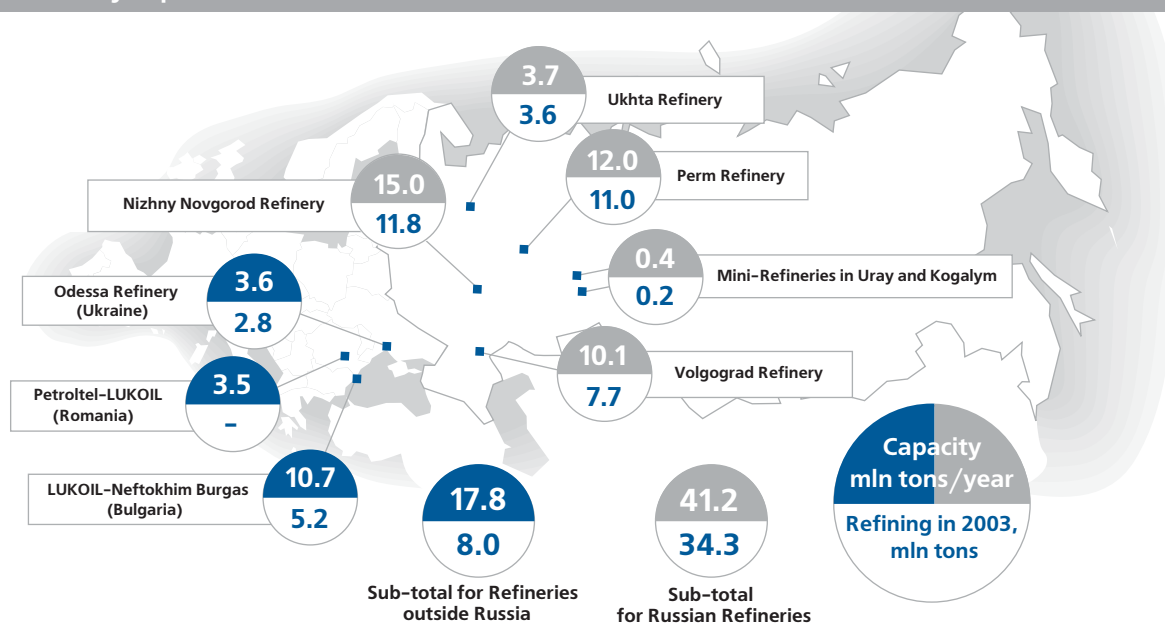 3.7
3.6
Ukhta Refinery
12.0
11.0
Perm Refinery
15.0
11.8
Nizhny Novgorod Refinery
0.4
0.2
Mini-Refineries in Uray and Kogalym
3.6
2.8
Odessa Refinery
(Ukraine)
10.1
7.7
Volgograd Refinery
3.5
–
Petroltel-LUKOIL
(Romania)
10.7
5.2
LUKOIL-Neftokhim Burgas
(Bulgaria)
17.8
8.0
Sub-total for Refineries
outside Russia
41.2
34.3
Sub-total
for Russian Refineries
Capacity
mln tons/year
Refining in 2003,
mln tons